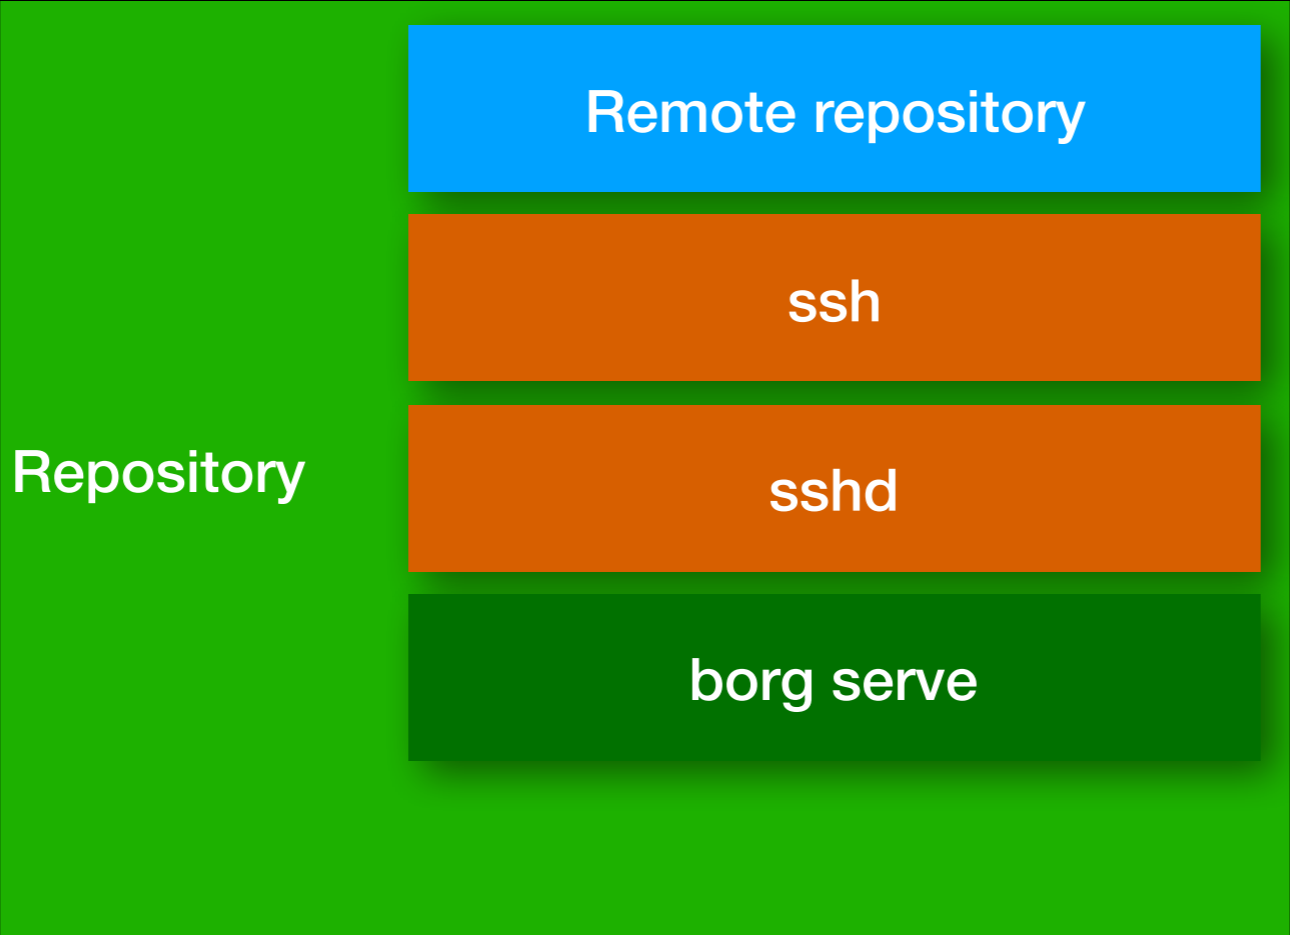 Remote repository
ssh
Repository
sshd
borg serve